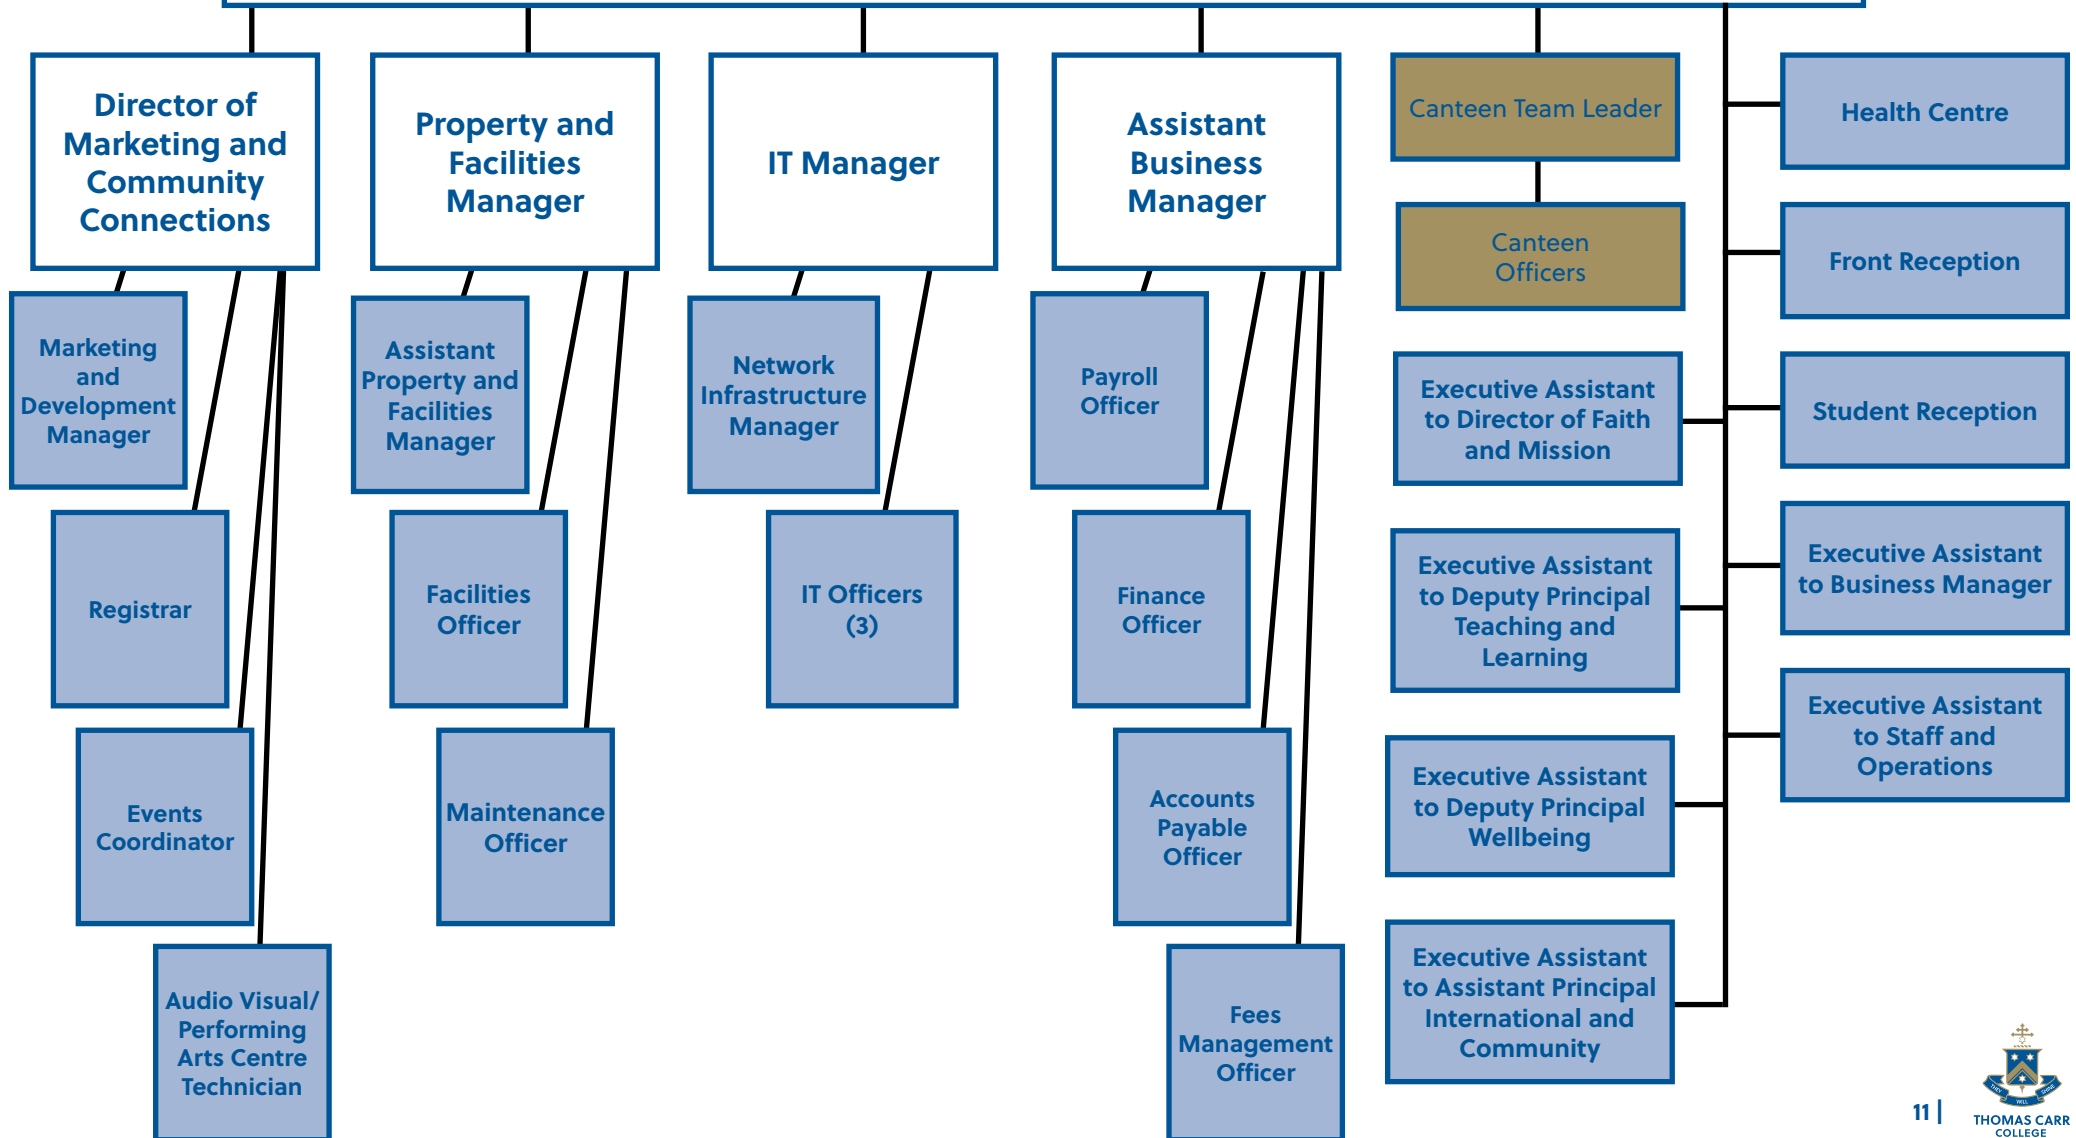 Director of
Marketing and
Community
Connections
Property and
Facilities
Manager
IT Manager
Assistant
Business
Manager
Canteen Team Leader
Canteen
Officers
Health Centre
Front Reception
Student Reception
Executive Assistant
to Business Manager
Executive Assistant
to Staff and
Operations
Marketing
and
Development
Manager
Registrar
Events
Coordinator
Audio Visual/
Performing
Arts Centre
Technician
Assistant
Property and
Facilities
Manager
Facilities
Officer
Maintenance
Officer
Network
Infrastructure
Manager
IT Officers
(3)
Payroll
Officer
Finance
Officer
Accounts
Payable
Officer
Fees
Management
Officer
Executive Assistant
to Director of Faith
and Mission
Executive Assistant
to Deputy Principal
Teaching and
Learning
Executive Assistant
to Deputy Principal
Wellbeing
Executive Assistant
to Assistant Principal
International and
Community
11 |
THEY WILL SHINE
THOMAS CARR
COLLEGE